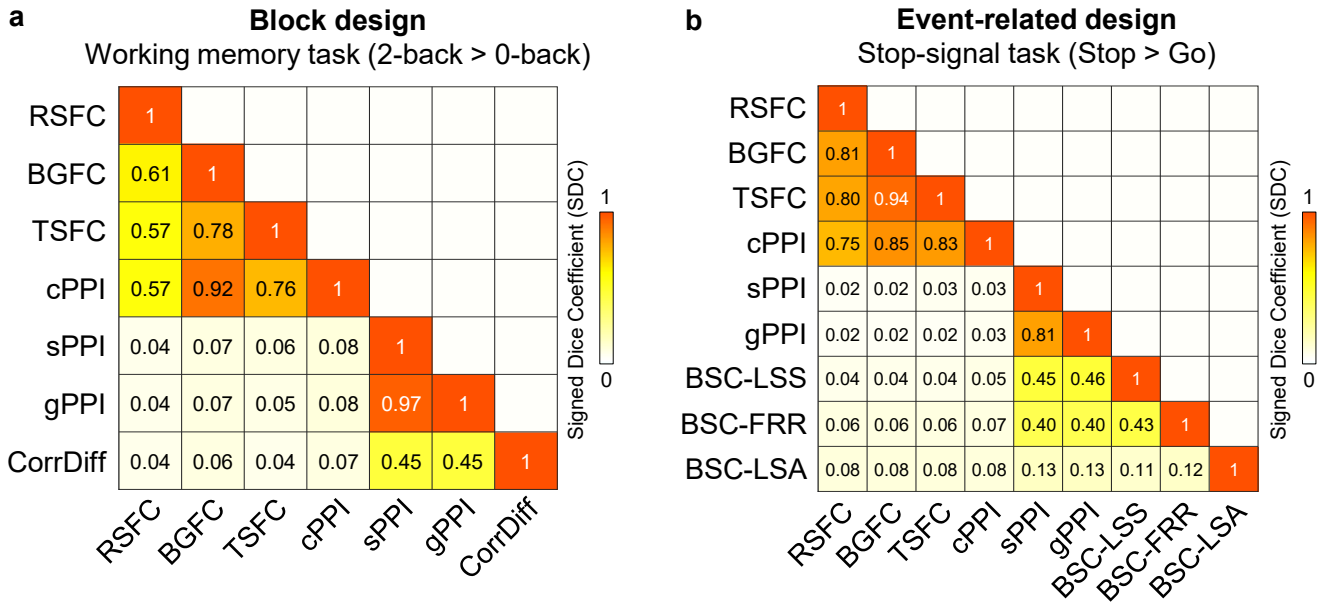 a
Block design
Working memory task (2-back > 0-back)
RSFC 1
BGFC 0.61 1
TSFC 0.57 0.78 1
cPPI 0.57 0.92 0.76 1
sPPI 0.04 0.07 0.06 0.08 1
gPPI 0.04 0.07 0.05 0.08 0.97 1
CorrDiff 0.04 0.06 0.04 0.07 0.45 0.45 1
RSFC BGFC TSFC cPPI sPPI gPPI CorrDiff
Signed Dice Coefficient (SDC)
1
0
b
Event-related design
Stop-signal task (Stop > Go)
RSFC 1
BGFC 0.81 1
TSFC 0.80 0.94 1
cPPI 0.75 0.85 0.83 1
sPPI 0.02 0.02 0.03 0.03 1
gPPI 0.02 0.02 0.02 0.03 0.81 1
BSC-LSS 0.04 0.04 0.04 0.05 0.45 0.46 1
BSC-FRR 0.06 0.06 0.06 0.07 0.40 0.40 0.43 1
BSC-LSA 0.08 0.08 0.08 0.08 0.13 0.13 0.11 0.12 1
RSFC BGFC TSFC cPPI sPPI gPPI BSC-LSS BSC-FRR BSC-LSA
Signed Dice Coefficient (SDC)
1
0